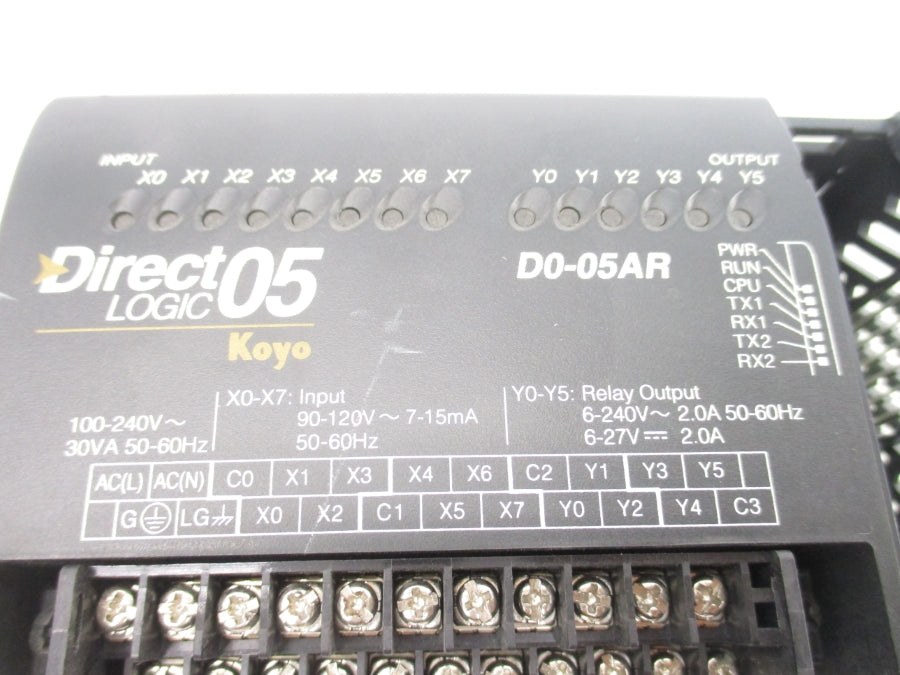 INPUT
X0 X1 X2 X3 X4 X5 X6 X7
OUTPUT
Y0 Y1 Y2 Y3 Y4 Y5
Direct
LOGIC
05
Koyo
D0-05AR
PWR
RUN
CPU
TX1
RX1
TX2
RX2
100-240V~
30VA 50-60Hz
X0-X7: Input
90-120V~ 7-15mA
50-60Hz
Y0-Y5: Relay Output
6-240V~ 2.0A 50-60Hz
6-27V⎓ 2.0A
AC(L) AC(N) C0 X1 X3 X4 X6 C2 Y1 Y3 Y5
G LG X0 X2 C1 X5 X7 Y0 Y2 Y4 C3